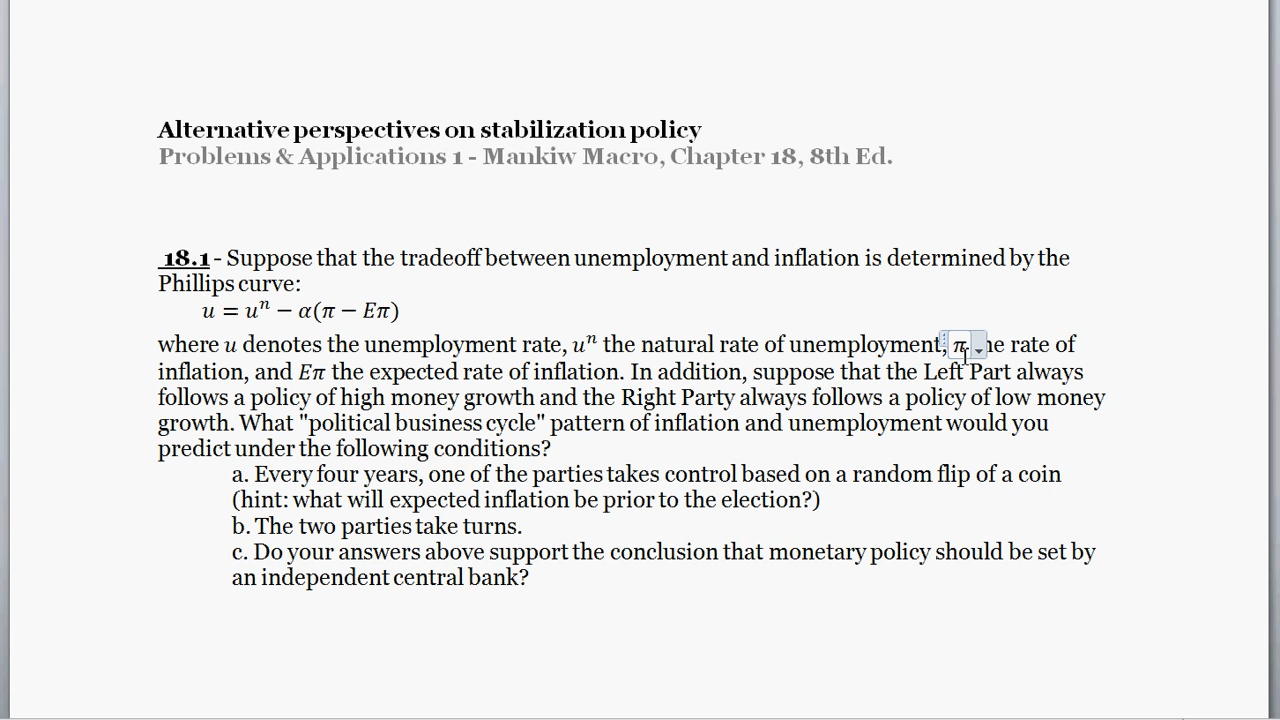 Alternative perspectives on stabilization policy
Problems & Applications 1 - Mankiw Macro, Chapter 18, 8th Ed.
18.1 - Suppose that the tradeoff between unemployment and inflation is determined by the
Phillips curve:
u = uⁿ − α(π − Eπ)
where u denotes the unemployment rate, uⁿ the natural rate of unemployment, π he rate of
inflation, and Eπ the expected rate of inflation. In addition, suppose that the Left Part always
follows a policy of high money growth and the Right Party always follows a policy of low money
growth. What "political business cycle" pattern of inflation and unemployment would you
predict under the following conditions?
a. Every four years, one of the parties takes control based on a random flip of a coin
(hint: what will expected inflation be prior to the election?)
b. The two parties take turns.
c. Do your answers above support the conclusion that monetary policy should be set by
an independent central bank?